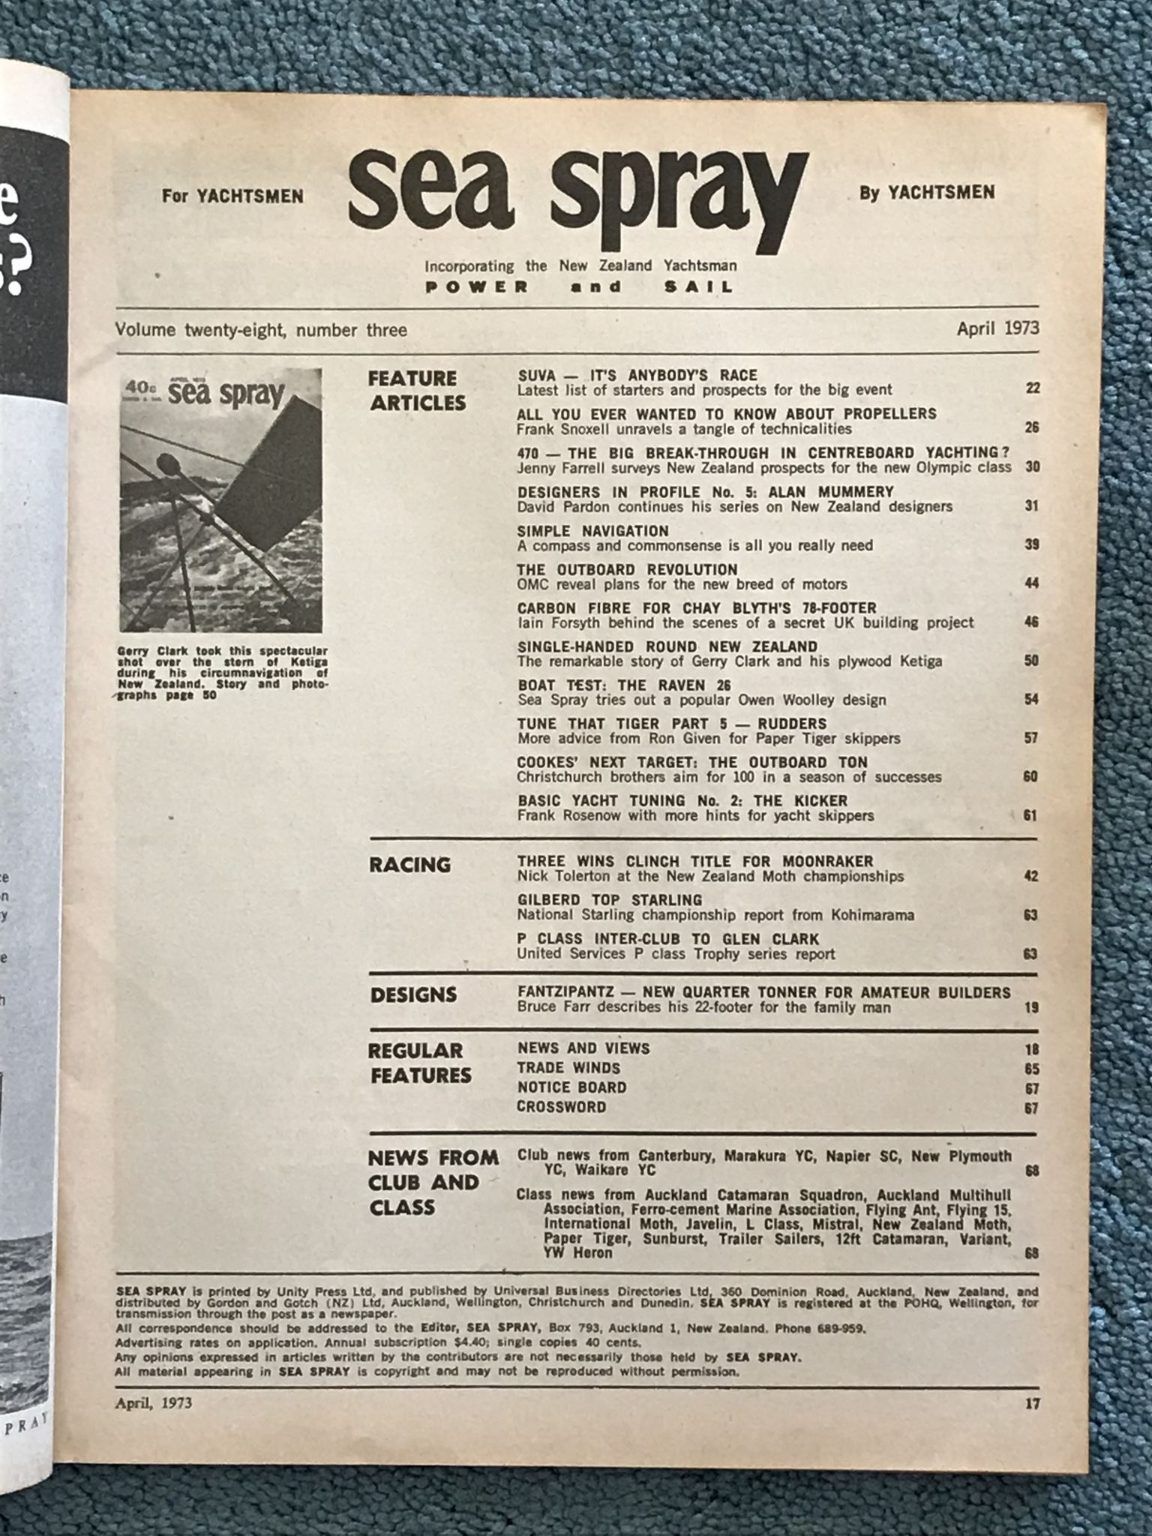 e
s?
For YACHTSMEN
sea spray
By YACHTSMEN
Incorporating the New Zealand Yachtsman
POWER and SAIL
Volume twenty-eight, number three
April 1973
40c
sea spray
Gerry Clark took this spectacular
shot over the stern of Ketiga
during his circumnavigation of
New Zealand. Story and photo-
graphs page 50
FEATURE
ARTICLES
SUVA — IT'S ANYBODY'S RACE
Latest list of starters and prospects for the big event 22
ALL YOU EVER WANTED TO KNOW ABOUT PROPELLERS
Frank Snoxell unravels a tangle of technicalities 26
470 — THE BIG BREAK-THROUGH IN CENTREBOARD YACHTING?
Jenny Farrell surveys New Zealand prospects for the new Olympic class 30
DESIGNERS IN PROFILE No. 5: ALAN MUMMERY
David Pardon continues his series on New Zealand designers 31
SIMPLE NAVIGATION
A compass and commonsense is all you really need 39
THE OUTBOARD REVOLUTION
OMC reveal plans for the new breed of motors 44
CARBON FIBRE FOR CHAY BLYTH'S 78-FOOTER
Iain Forsyth behind the scenes of a secret UK building project 46
SINGLE-HANDED ROUND NEW ZEALAND
The remarkable story of Gerry Clark and his plywood Ketiga 50
BOAT TEST: THE RAVEN 26
Sea Spray tries out a popular Owen Woolley design 54
TUNE THAT TIGER PART 5 — RUDDERS
More advice from Ron Given for Paper Tiger skippers 57
COOKES' NEXT TARGET: THE OUTBOARD TON
Christchurch brothers aim for 100 in a season of successes 60
BASIC YACHT TUNING No. 2: THE KICKER
Frank Rosenow with more hints for yacht skippers 61
RACING
THREE WINS CLINCH TITLE FOR MOONRAKER
Nick Tolerton at the New Zealand Moth championships 42
GILBERD TOP STARLING
National Starling championship report from Kohimarama 63
P CLASS INTER-CLUB TO GLEN CLARK
United Services P class Trophy series report 63
DESIGNS
FANTZIPANTZ — NEW QUARTER TONNER FOR AMATEUR BUILDERS
Bruce Farr describes his 22-footer for the family man 19
REGULAR
FEATURES
NEWS AND VIEWS 18
TRADE WINDS 65
NOTICE BOARD 67
CROSSWORD 67
NEWS FROM
CLUB AND
CLASS
Club news from Canterbury, Marakura YC, Napier SC, New Plymouth
YC, Waikare YC 68
Class news from Auckland Catamaran Squadron, Auckland Multihull
Association, Ferro-cement Marine Association, Flying Ant, Flying 15,
International Moth, Javelin, L Class, Mistral, New Zealand Moth,
Paper Tiger, Sunburst, Trailer Sailers, 12ft Catamaran, Variant,
YW Heron 68
SEA SPRAY is printed by Unity Press Ltd, and published by Universal Business Directories Ltd, 360 Dominion Road, Auckland, New Zealand, and
distributed by Gordon and Gotch (NZ) Ltd, Auckland, Wellington, Christchurch and Dunedin. SEA SPRAY is registered at the POHQ, Wellington, for
transmission through the post as a newspaper.
All correspondence should be addressed to the Editor, SEA SPRAY, Box 793, Auckland 1, New Zealand. Phone 689-959.
Advertising rates on application. Annual subscription $4.40; single copies 40 cents.
Any opinions expressed in articles written by the contributors are not necessarily those held by SEA SPRAY.
All material appearing in SEA SPRAY is copyright and may not be reproduced without permission.
April, 1973
17
PRAY